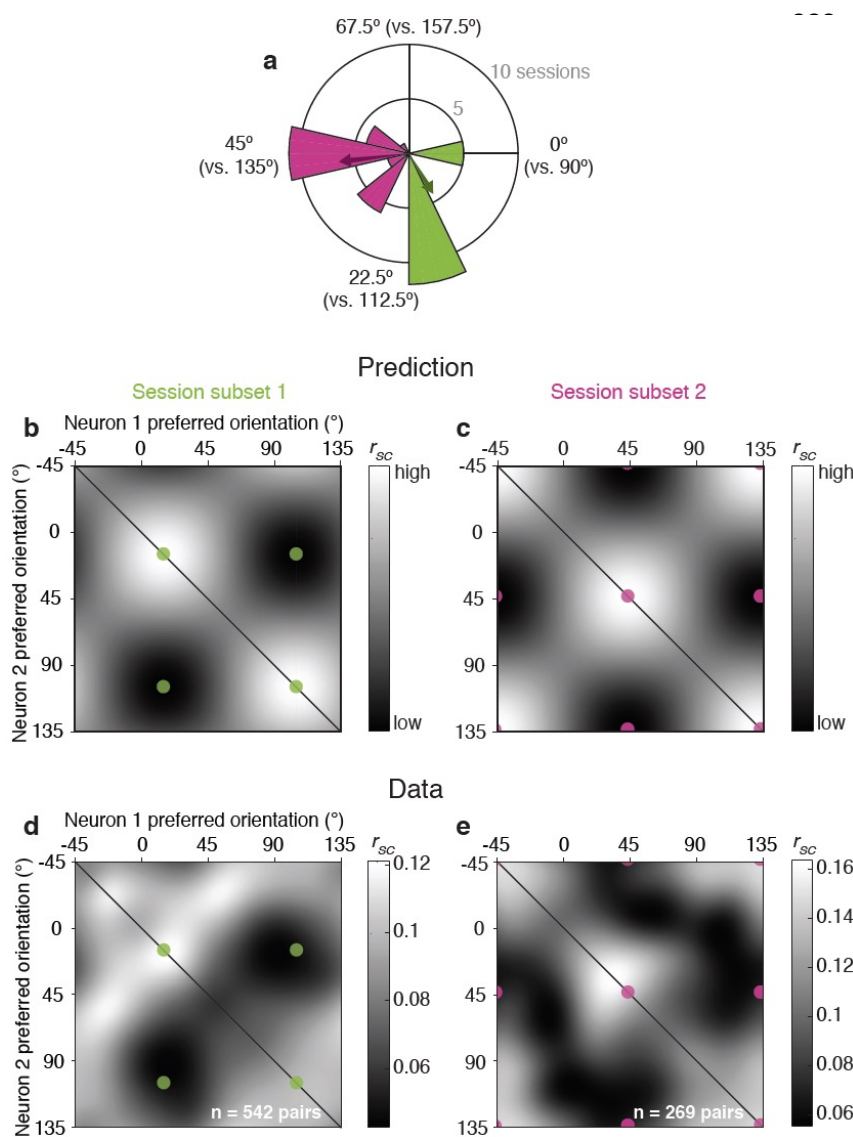 67.5º (vs. 157.5º)
a
10 sessions
5
45º
(vs. 135º)
0º
(vs. 90º)
22.5º
(vs. 112.5º)
Prediction
Session subset 1
Session subset 2
b
Neuron 1 preferred orientation (°)
-45 0 45 90 135
rsc
c
-45 0 45 90 135
rsc
Neuron 2 preferred orientation (°)
-45
0
45
90
135
high
low
-45
0
45
90
135
high
low
Data
d
Neuron 1 preferred orientation (°)
-45 0 45 90 135
rsc
e
-45 0 45 90 135
rsc
Neuron 2 preferred orientation (°)
-45
0
45
90
135
0.12
0.1
0.08
0.06
n = 542 pairs
-45
0
45
90
135
0.16
0.14
0.12
0.1
0.08
0.06
n = 269 pairs